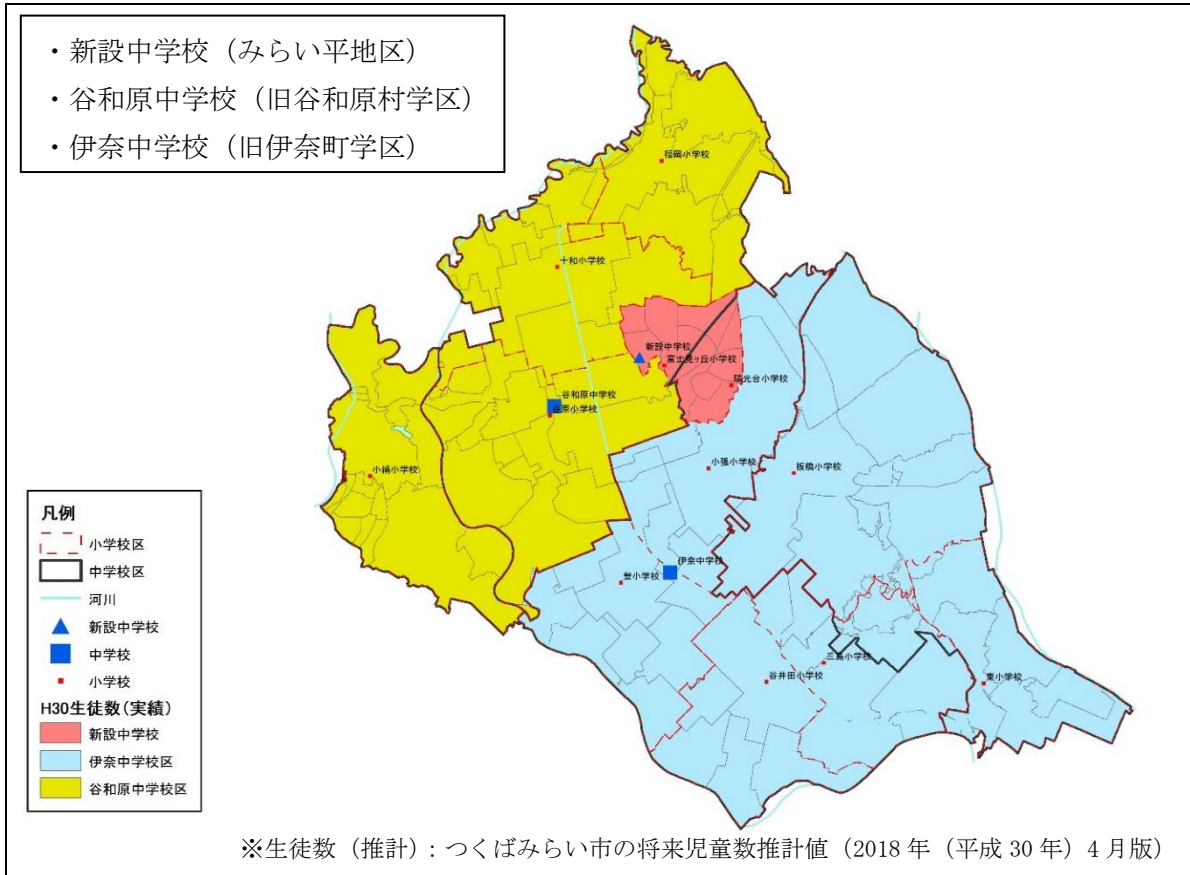 ・新設中学校（みらい平地区）
・谷和原中学校（旧谷和原村学区）
・伊奈中学校（旧伊奈町学区）
福岡小学校
十和小学校
新設中学校
富士見ヶ丘小学校
陽光台小学校
谷和原中学校
谷原小学校
小張小学校
板橋小学校
小絹小学校
伊奈中学校
豊小学校
三島小学校
谷井田小学校
東小学校
凡例
小学校区
中学校区
河川
新設中学校
中学校
小学校
H30生徒数(実績)
新設中学校
伊奈中学校区
谷和原中学校区
※生徒数（推計）：つくばみらい市の将来児童数推計値（2018年（平成30年）4月版）